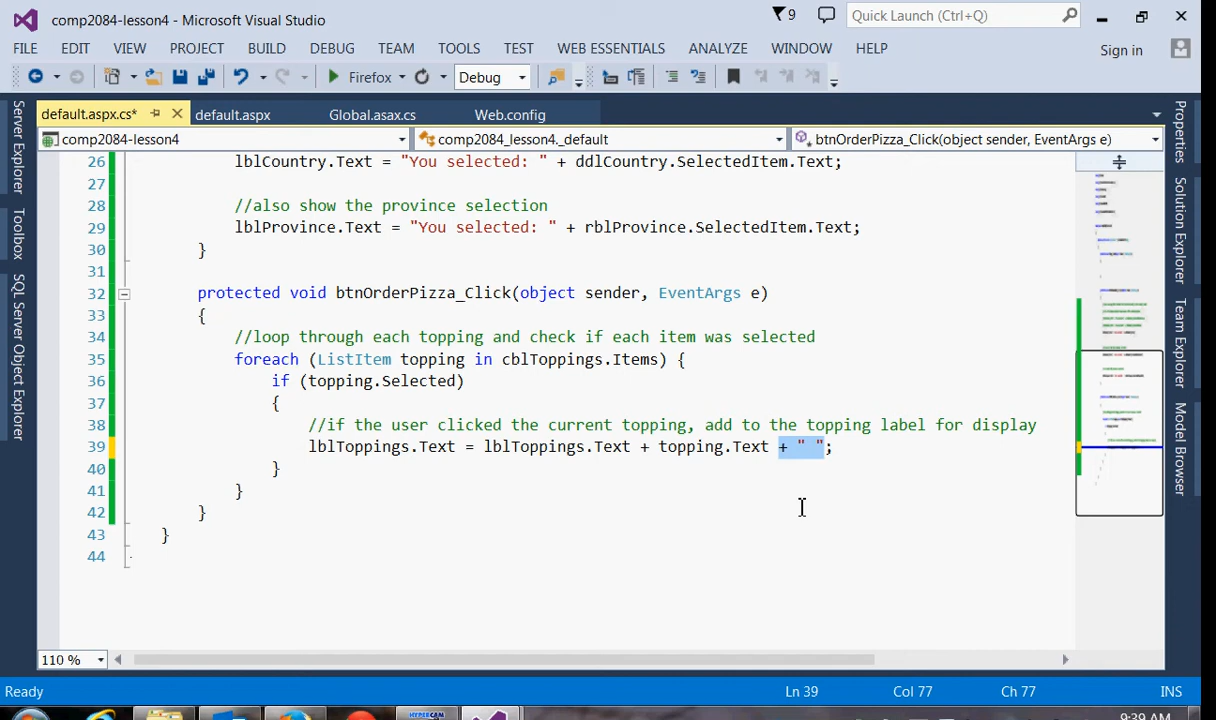 comp2084-lesson4 - Microsoft Visual Studio
9
Quick Launch (Ctrl+Q)
FILE EDIT VIEW PROJECT BUILD DEBUG TEAM TOOLS TEST WEB ESSENTIALS ANALYZE WINDOW HELP
Sign in
Firefox
Debug
default.aspx.cs* default.aspx Global.asax.cs Web.config
comp2084-lesson4 comp2084_lesson4._default btnOrderPizza_Click(object sender, EventArgs e)
Server Explorer
Toolbox
SQL Server Object Explorer
26 lblCountry.Text = "You selected: " + ddlCountry.SelectedItem.Text;
27
28 //also show the province selection
29 lblProvince.Text = "You selected: " + rblProvince.SelectedItem.Text;
30 }
31
32 protected void btnOrderPizza_Click(object sender, EventArgs e)
33 {
34 //loop through each topping and check if each item was selected
35 foreach (ListItem topping in cblToppings.Items) {
36 if (topping.Selected)
37 {
38 //if the user clicked the current topping, add to the topping label for display
39 lblToppings.Text = lblToppings.Text + topping.Text + " ";
40 }
41 }
42 }
43 }
44
Properties
Solution Explorer
Team Explorer
Model Browser
110 %
Ready Ln 39 Col 77 Ch 77 INS
HYPERCAM
9:39 AM